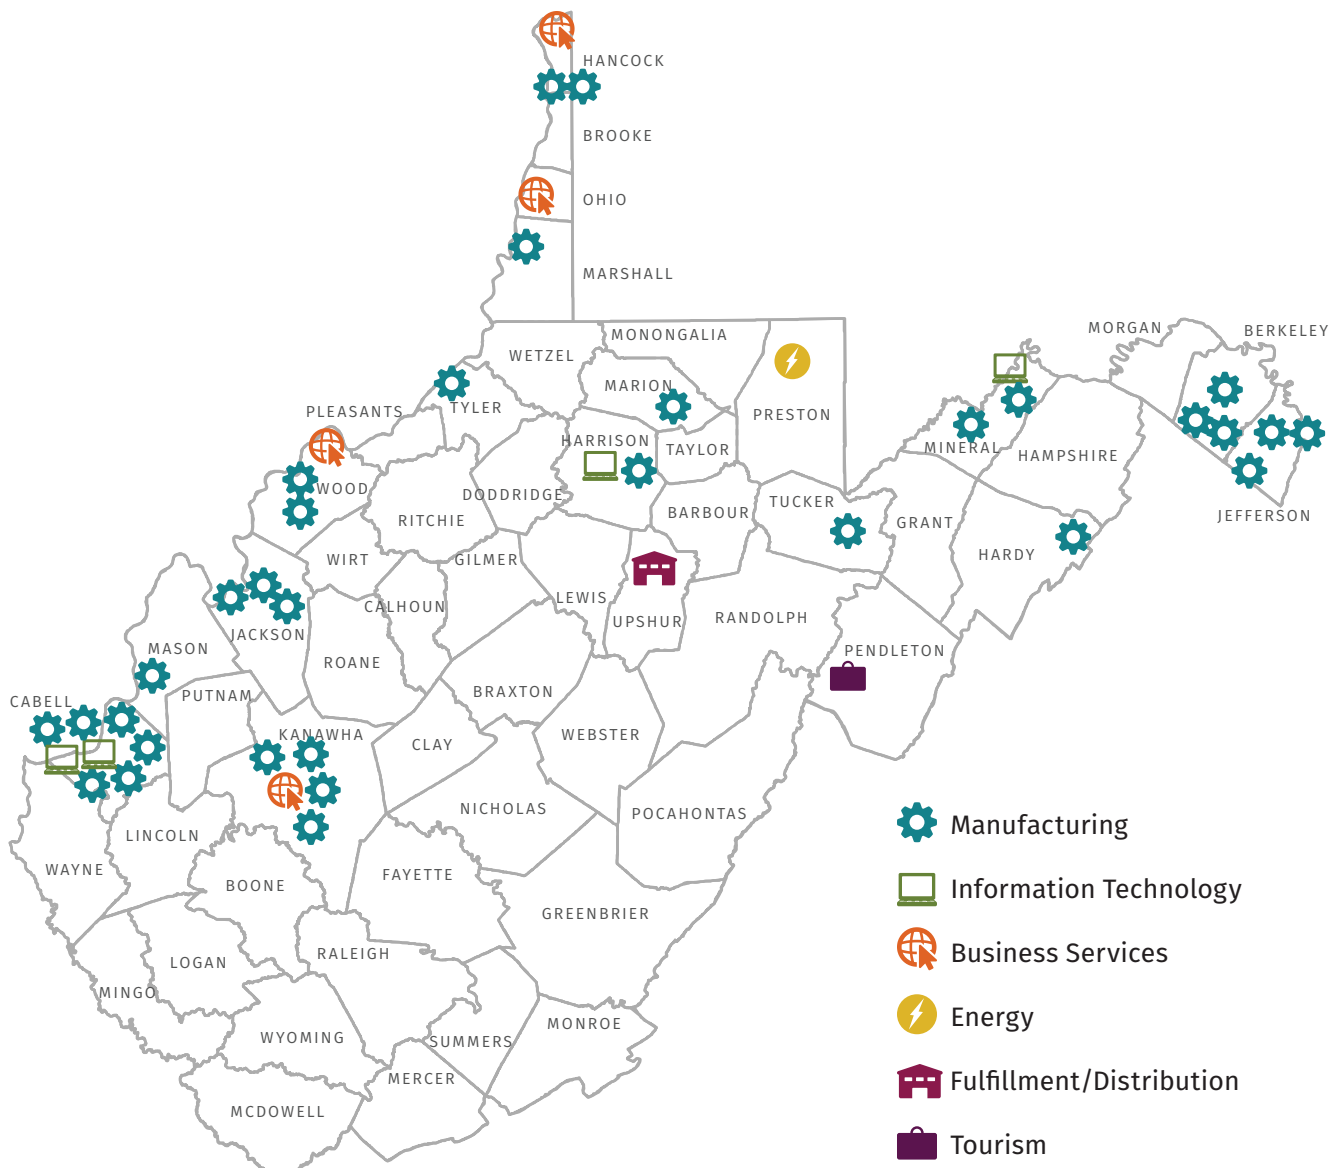 HANCOCK
BROOKE
OHIO
MARSHALL
MONONGALIA
WETZEL
MARION
PRESTON
MORGAN
BERKELEY
PLEASANTS
TYLER
HARRISON
TAYLOR
MINERAL
HAMPSHIRE
WOOD
DODDRIDGE
RITCHIE
BARBOUR
TUCKER
GRANT
JEFFERSON
HARDY
WIRT
GILMER
LEWIS
CALHOUN
UPSHUR
RANDOLPH
JACKSON
MASON
ROANE
PENDLETON
CABELL
PUTNAM
BRAXTON
KANAWHA
CLAY
WEBSTER
NICHOLAS
POCAHONTAS
LINCOLN
WAYNE
BOONE
FAYETTE
GREENBRIER
LOGAN
RALEIGH
MINGO
WYOMING
SUMMERS
MONROE
MERCER
MCDOWELL
Manufacturing
Information Technology
Business Services
Energy
Fulfillment/Distribution
Tourism